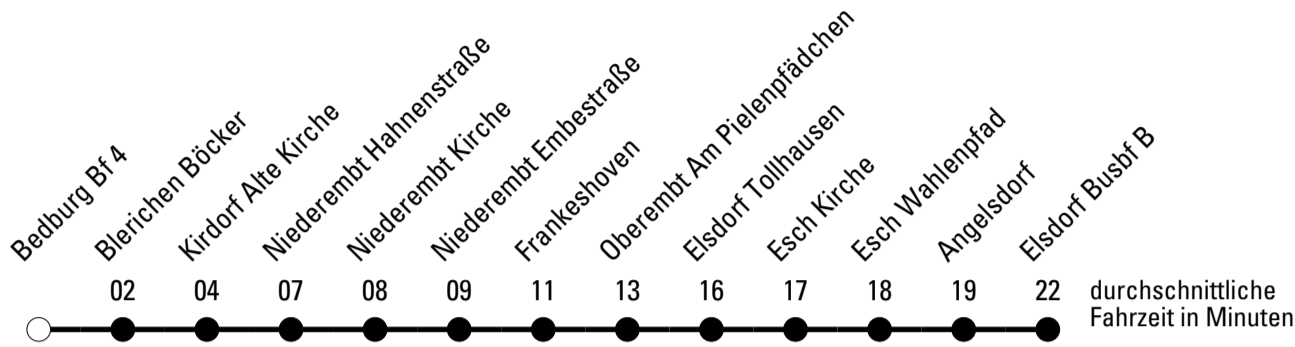 Bedburg Bf 4
Blerichen Böcker
Kirdorf Alte Kirche
Niederembt Hahnenstraße
Niederembt Kirche
Niederembt Embestraße
Frankeshoven
Oberembt Am Pielenpfädchen
Elsdorf Tollhausen
Esch Kirche
Esch Wahlenpfad
Angelsdorf
Elsdorf Busbf B
02 04 07 08 09 11 13 16 17 18 19 22
durchschnittliche
Fahrzeit in Minuten